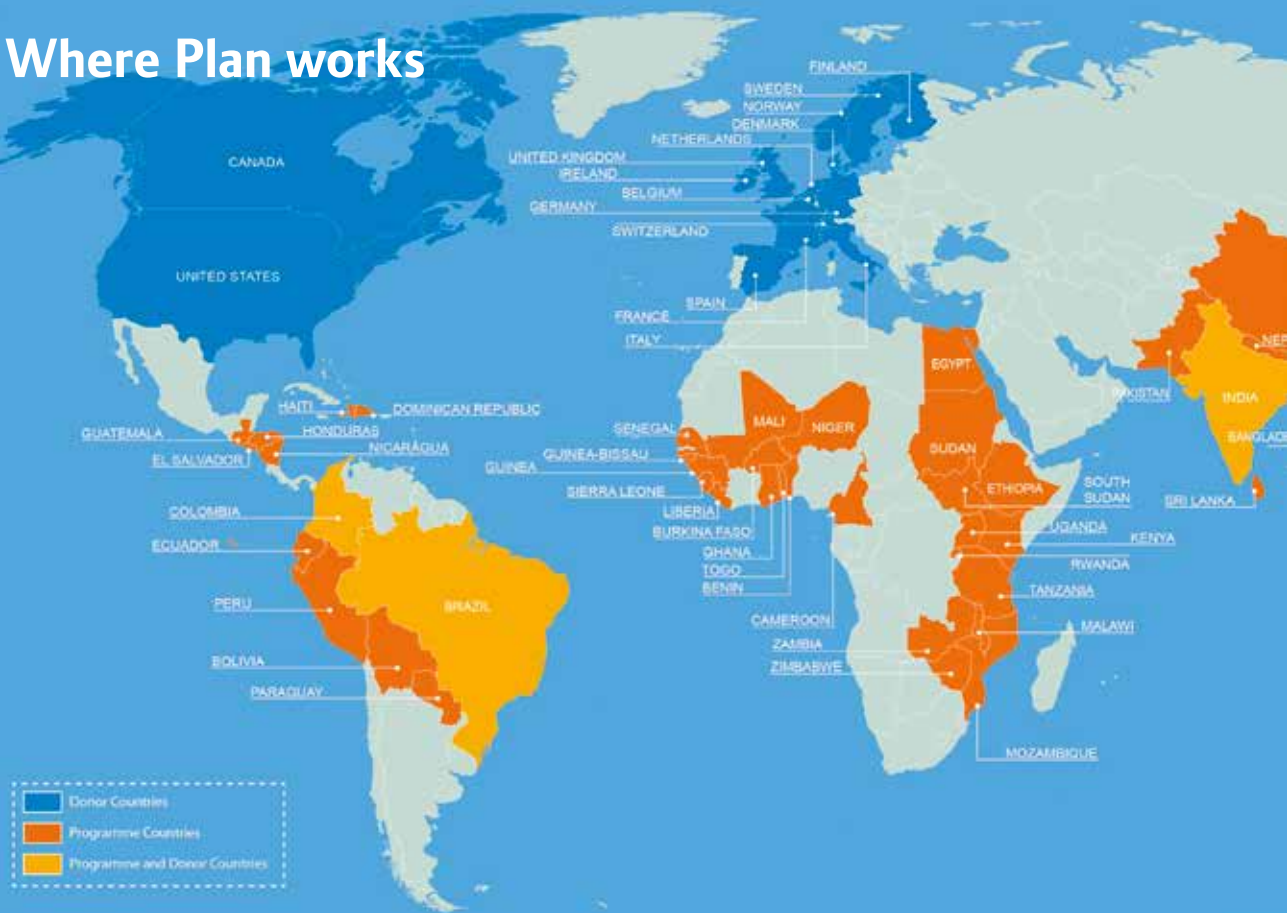 Where Plan works
CANADA
UNITED STATES
FINLAND
SWEDEN
NORWAY
DENMARK
NETHERLANDS
UNITED KINGDOM
IRELAND
BELGIUM
GERMANY
SWITZERLAND
SPAIN
FRANCE
ITALY
HAITI
DOMINICAN REPUBLIC
GUATEMALA
HONDURAS
NICARAGUA
EL SALVADOR
COLOMBIA
ECUADOR
PERU
BRAZIL
BOLIVIA
PARAGUAY
EGYPT
MALI
NIGER
SENEGAL
SUDAN
GUINEA-BISSAU
GUINEA
SIERRA LEONE
ETHIOPIA
SOUTH
SUDAN
LIBERIA
BURKINA FASO
GHANA
TOGO
BENIN
UGANDA
KENYA
RWANDA
TANZANIA
CAMEROON
MALAWI
ZAMBIA
ZIMBABWE
MOZAMBIQUE
NEP
PAKISTAN
INDIA
BANGLADE
SRI LANKA
Donor Countries
Programme Countries
Programme and Donor Countries